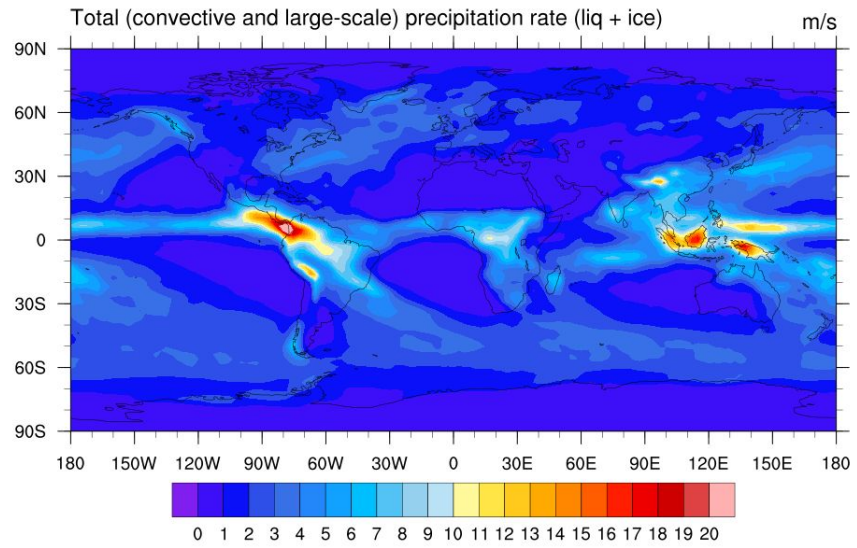 Total (convective and large-scale) precipitation rate (liq + ice) m/s
90N
60N
30N
0
30S
60S
90S
180 150W 120W 90W 60W 30W 0 30E 60E 90E 120E 150E 180
0 1 2 3 4 5 6 7 8 9 10 11 12 13 14 15 16 17 18 19 20